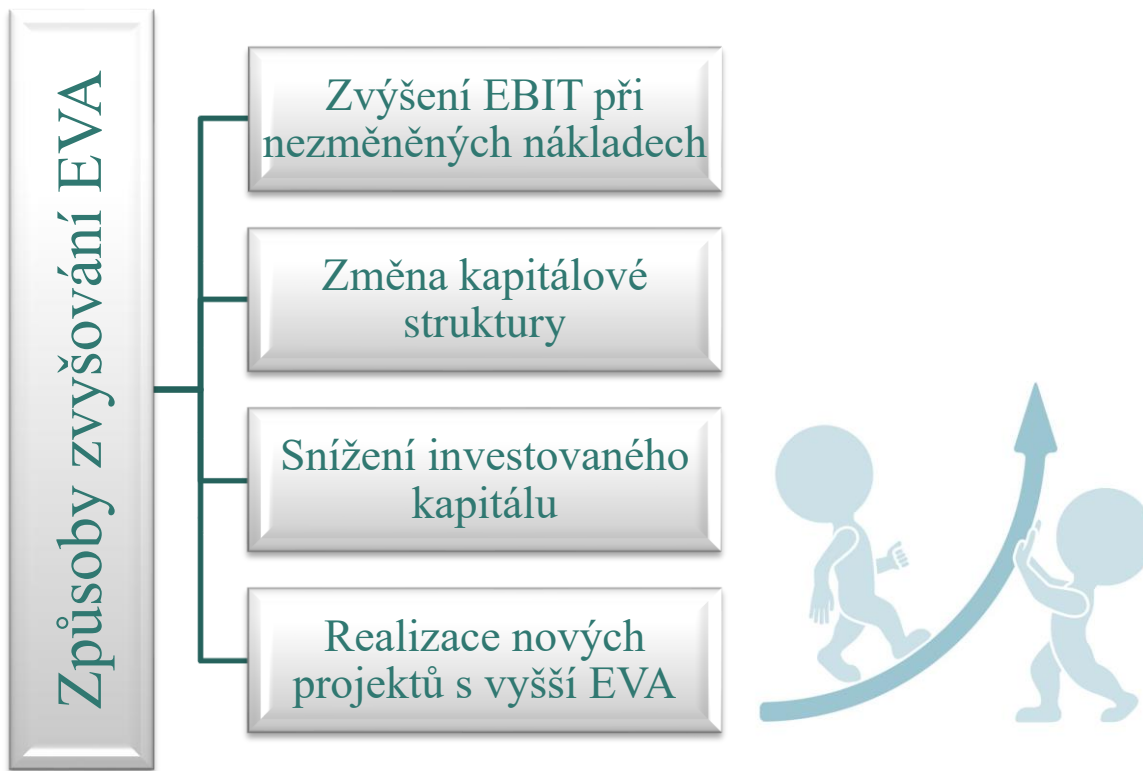 Způsoby zvyšování EVA
Zvýšení EBIT při
nezměněných nákladech
Změna kapitálové
struktury
Snížení investovaného
kapitálu
Realizace nových
projektů s vyšší EVA